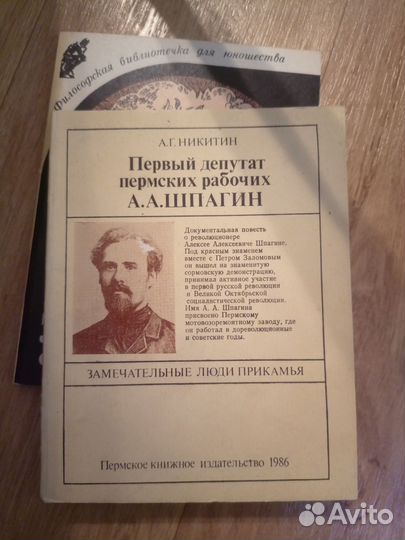 Философская библиотечка для юношества
А.Г. НИКИТИН
Первый депутат
пермских рабочих
А.А.ШПАГИН
Документальная повесть
о революционере
Алексее Алексеевиче Шпагине.
Под красным знаменем
вместе с Петром Заломовым
он вышел на знаменитую
сормовскую демонстрацию,
принимал активное участие
в первой русской революции
и Великой Октябрьской
социалистической революции.
Имя А. А. Шпагина
присвоено Пермскому
мотовозоремонтному заводу, где
он работал в дореволюционные
и советские годы.
ЗАМЕЧАТЕЛЬНЫЕ ЛЮДИ ПРИКАМЬЯ
Пермское книжное издательство 1986
Avito